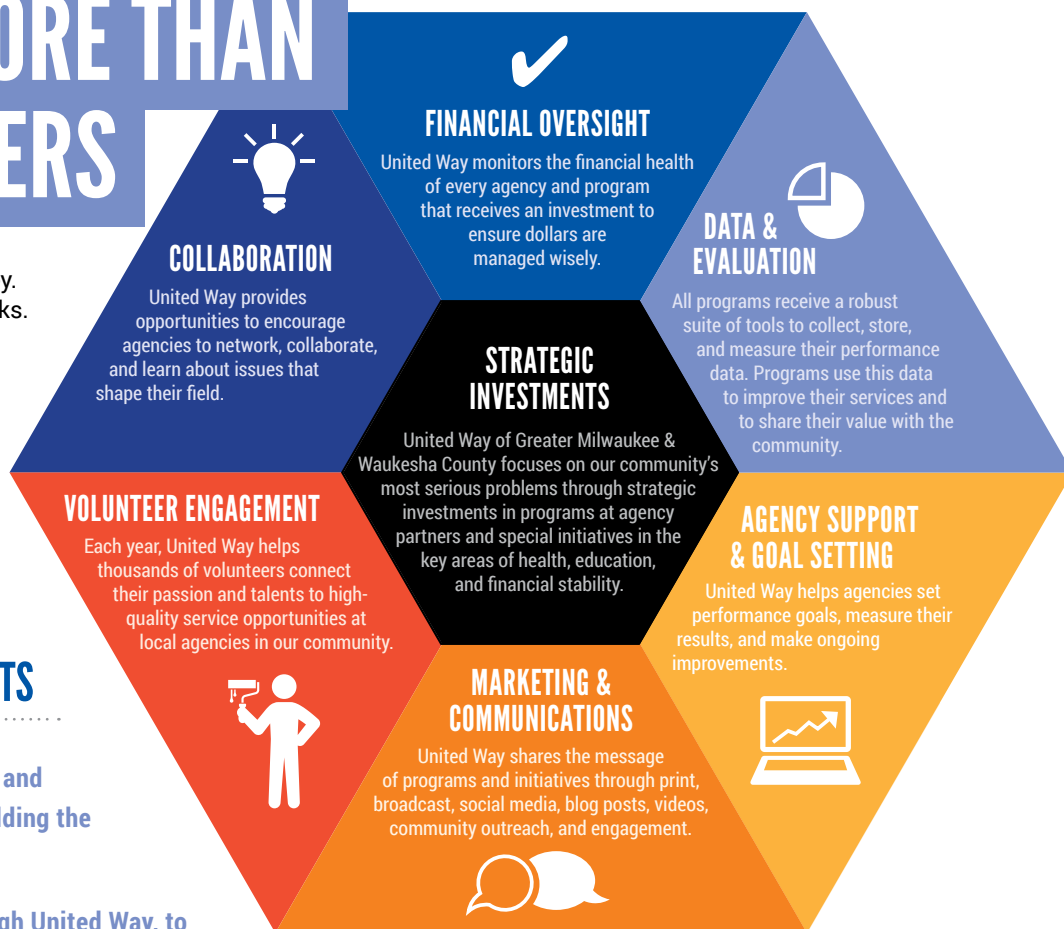 ORE THAN
ERS
y.
ks.
FINANCIAL OVERSIGHT
United Way monitors the financial health
of every agency and program
that receives an investment to
ensure dollars are
managed wisely.
COLLABORATION
United Way provides
opportunities to encourage
agencies to network, collaborate,
and learn about issues that
shape their field.
DATA &
EVALUATION
All programs receive a robust
suite of tools to collect, store,
and measure their performance
data. Programs use this data
to improve their services and
to share their value with the
community.
STRATEGIC
INVESTMENTS
United Way of Greater Milwaukee &
Waukesha County focuses on our community's
most serious problems through strategic
investments in programs at agency
partners and special initiatives in the
key areas of health, education,
and financial stability.
VOLUNTEER ENGAGEMENT
Each year, United Way helps
thousands of volunteers connect
their passion and talents to high-
quality service opportunities at
local agencies in our community.
AGENCY SUPPORT
& GOAL SETTING
United Way helps agencies set
performance goals, measure their
results, and make ongoing
improvements.
MARKETING &
COMMUNICATIONS
United Way shares the message
of programs and initiatives through print,
broadcast, social media, blog posts, videos,
community outreach, and engagement.
TS
and
lding the
gh United Way, to